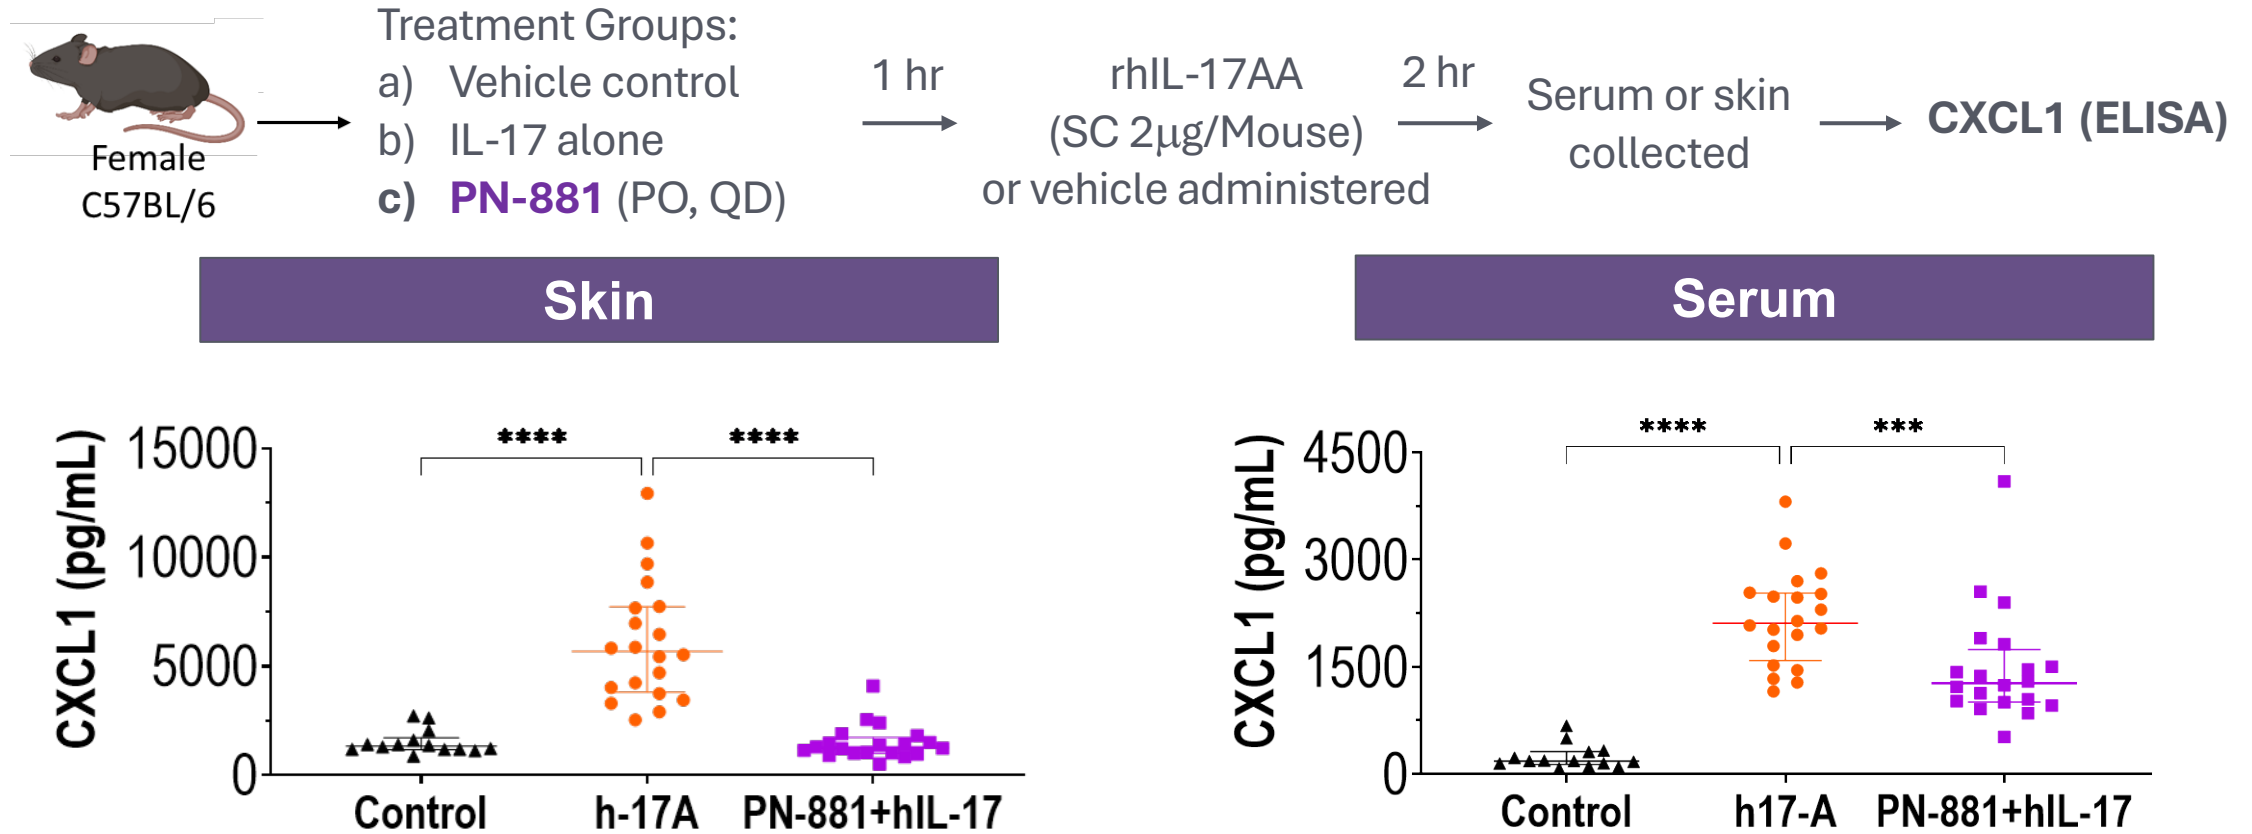 Treatment Groups:
a) Vehicle control
b) IL-17 alone
c) PN-881 (PO, QD)
Female
C57BL/6
1 hr
rhIL-17AA
(SC 2µg/Mouse)
or vehicle administered
2 hr
Serum or skin
collected
CXCL1 (ELISA)
Skin
CXCL1 (pg/mL)
15000
10000
5000
0
****
****
Control
h-17A
PN-881+hIL-17
Serum
CXCL1 (pg/mL)
4500
3000
1500
0
****
***
Control
h17-A
PN-881+hIL-17